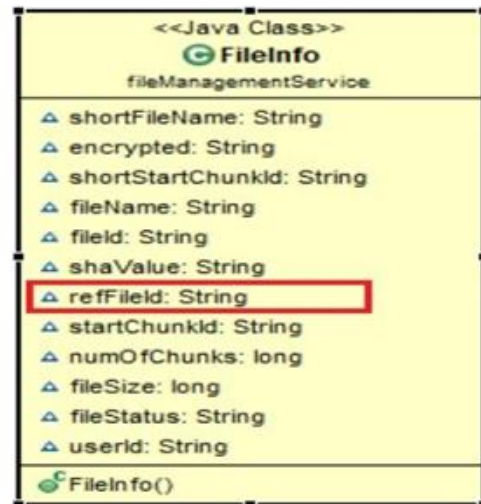 <<Java Class>>
FileInfo
fileManagementService
shortFileName: String
encrypted: String
shortStartChunkId: String
fileName: String
fileId: String
shaValue: String
refFileId: String
startChunkId: String
numOfChunks: long
fileSize: long
fileStatus: String
userId: String
FileInfo()